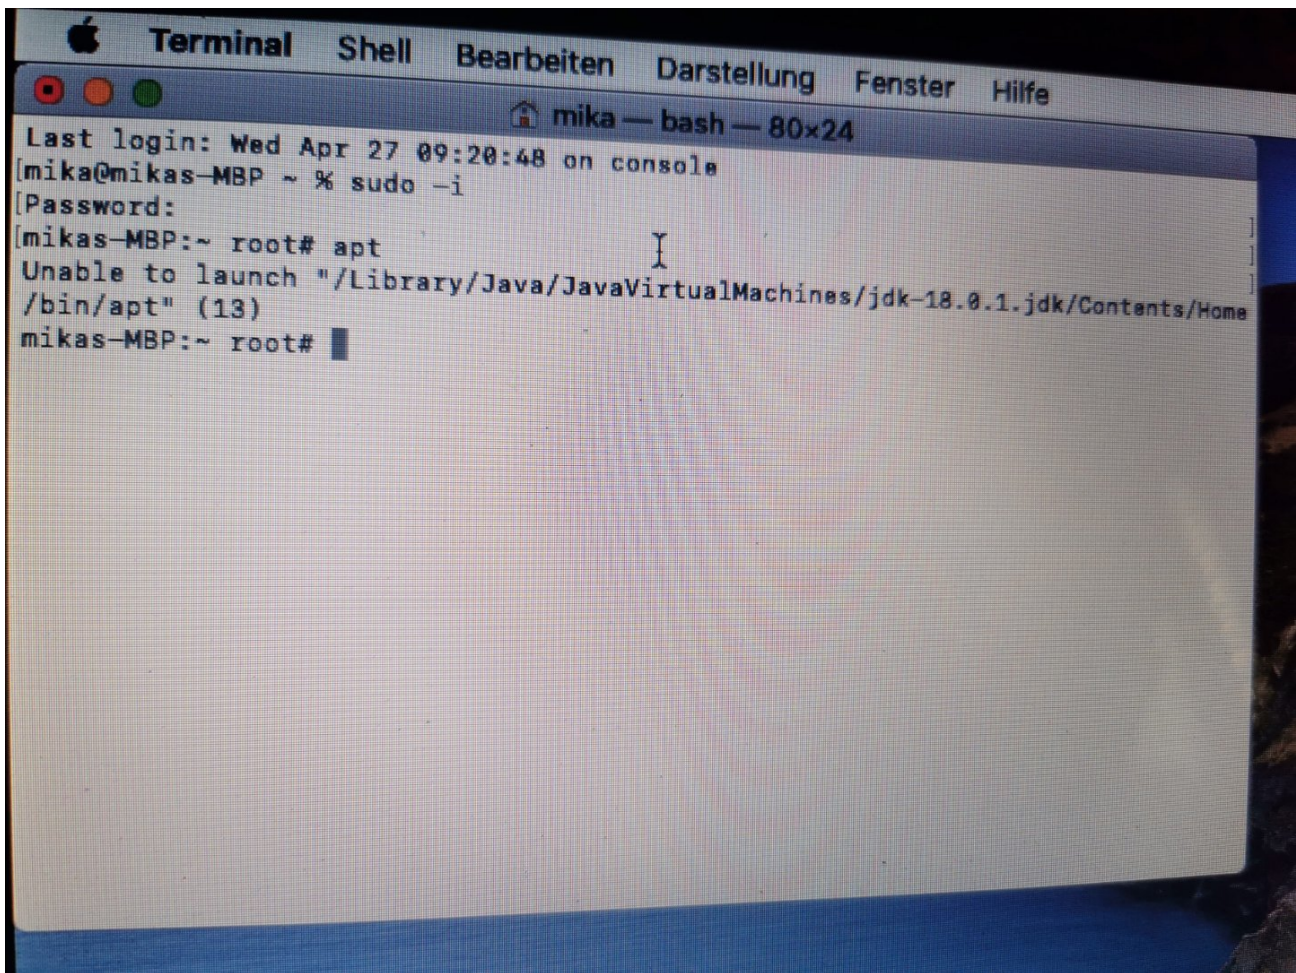 Terminal Shell Bearbeiten Darstellung Fenster Hilfe
mika — bash — 80×24
Last login: Wed Apr 27 09:20:48 on console
[mika@mikas-MBP ~ % sudo -i ]
[Password: ]
[mikas-MBP:~ root# apt ]
Unable to launch "/Library/Java/JavaVirtualMachines/jdk-18.0.1.jdk/Contents/Home
/bin/apt" (13)
mikas-MBP:~ root#